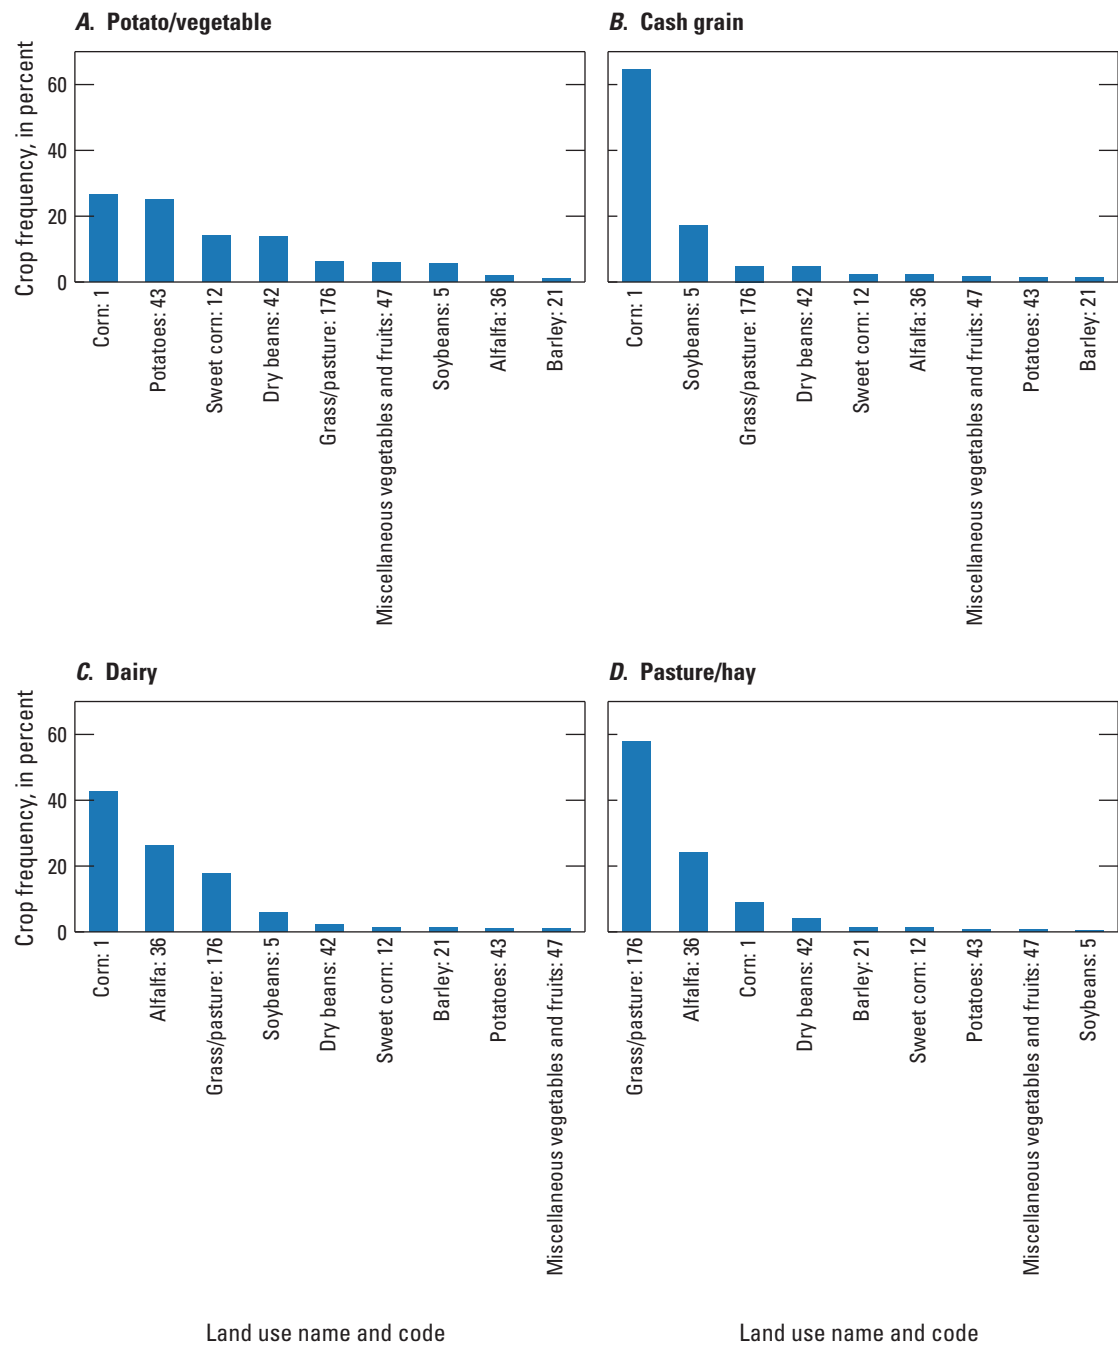 A. Potato/vegetable
Crop frequency, in percent
60
40
20
0
Corn: 1
Potatoes: 43
Sweet corn: 12
Dry beans: 42
Grass/pasture: 176
Miscellaneous vegetables and fruits: 47
Soybeans: 5
Alfalfa: 36
Barley: 21
B. Cash grain
Corn: 1
Soybeans: 5
Grass/pasture: 176
Dry beans: 42
Sweet corn: 12
Alfalfa: 36
Miscellaneous vegetables and fruits: 47
Potatoes: 43
Barley: 21
C. Dairy
Crop frequency, in percent
60
40
20
0
Corn: 1
Alfalfa: 36
Grass/pasture: 176
Soybeans: 5
Dry beans: 42
Sweet corn: 12
Barley: 21
Potatoes: 43
Miscellaneous vegetables and fruits: 47
Land use name and code
D. Pasture/hay
Grass/pasture: 176
Alfalfa: 36
Corn: 1
Dry beans: 42
Barley: 21
Sweet corn: 12
Potatoes: 43
Miscellaneous vegetables and fruits: 47
Soybeans: 5
Land use name and code